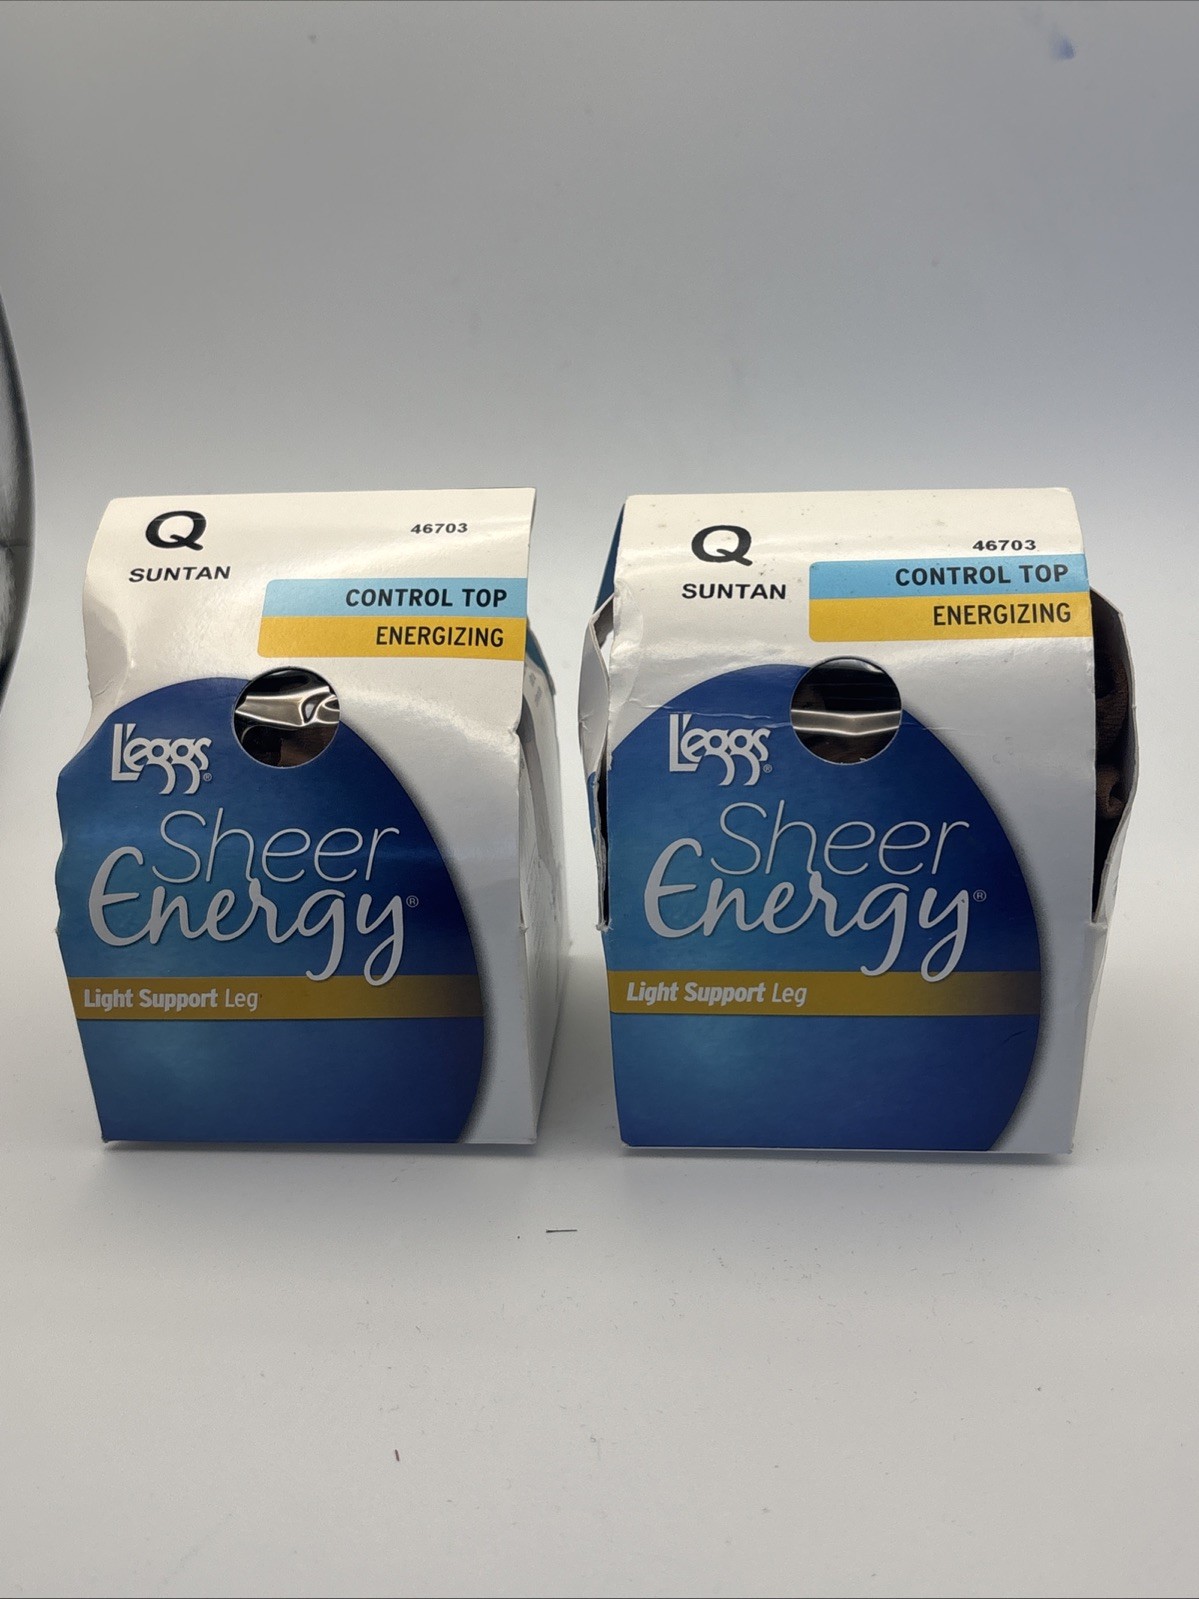 Q
46703
SUNTAN
CONTROL TOP
ENERGIZING
L'eggs®
Sheer
Energy®
Light Support Leg
Q
46703
SUNTAN
CONTROL TOP
ENERGIZING
L'eggs®
Sheer
Energy®
Light Support Leg